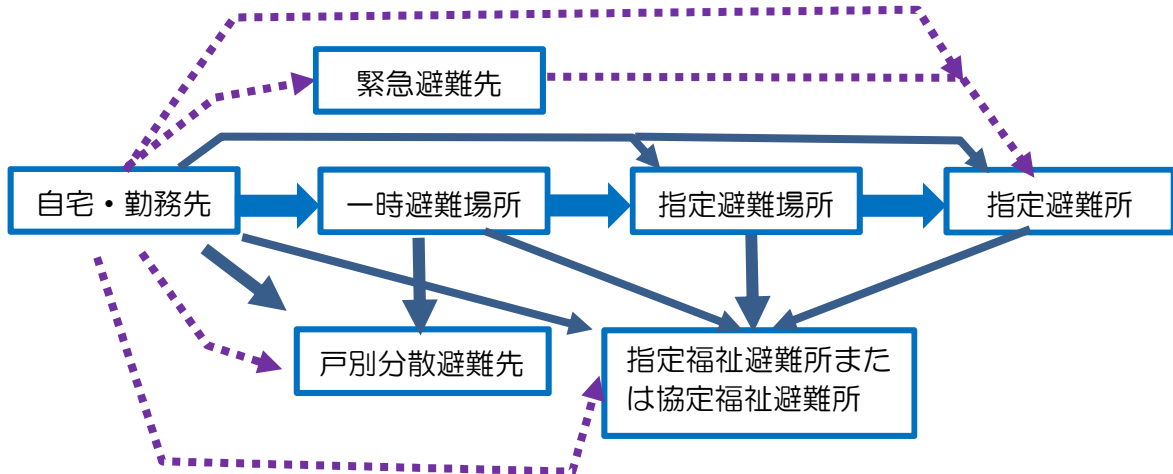 緊急避難先
自宅・勤務先
一時避難場所
指定避難場所
指定避難所
戸別分散避難先
指定福祉避難所また
は協定福祉避難所